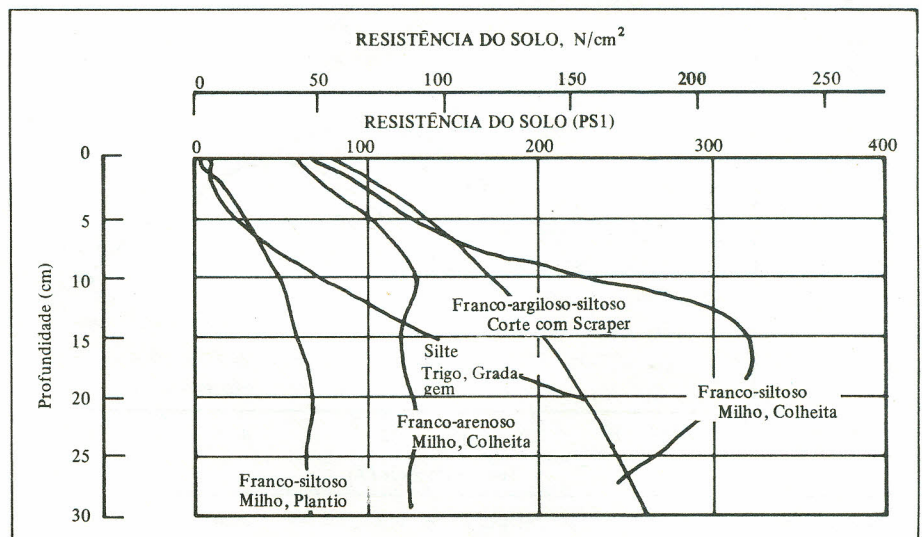 RESISTÊNCIA DO SOLO, N/cm²
0 50 100 150 200 250
RESISTÊNCIA DO SOLO (PS1)
0 100 200 300 400
Profundidade (cm)
0
5
10
15
20
25
30
Franco-argiloso-siltoso
Corte com Scraper
Silte
Trigo, Grada-
gem
Franco-siltoso
Milho, Colheita
Franco-arenoso
Milho, Colheita
Franco-siltoso
Milho, Plantio